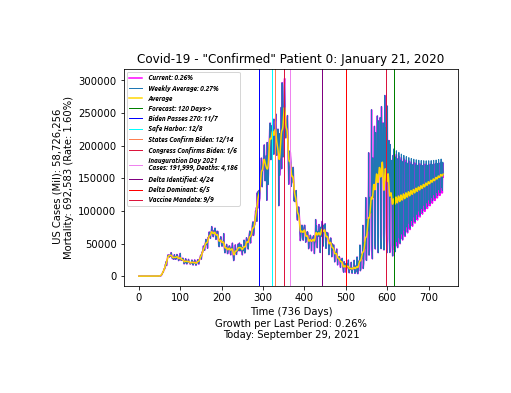 Covid-19 - "Confirmed" Patient 0: January 21, 2020
US Cases (Mil): 58,726,256
Mortality: 692,583 (Rate: 1.60%)
300000
250000
200000
150000
100000
50000
0
Current: 0.26%
Weekly Average: 0.27%
Average
Forecast: 120 Days->
Biden Passes 270: 11/7
Safe Harbor: 12/8
States Confirm Biden: 12/14
Congress Confirms Biden: 1/6
Inauguration Day 2021
Cases: 191,999, Deaths: 4,186
Delta Identified: 4/24
Delta Dominant: 6/5
Vaccine Mandate: 9/9
0 100 200 300 400 500 600 700
Time (736 Days)
Growth per Last Period: 0.26%
Today: September 29, 2021